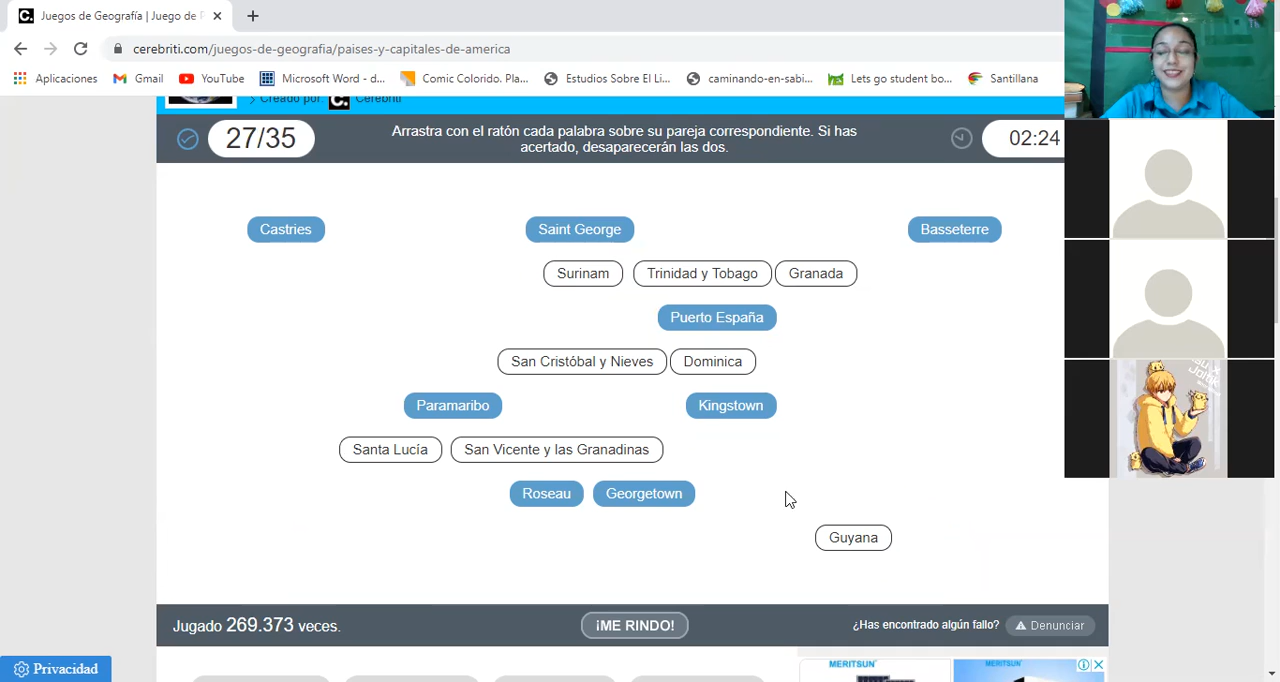 Juegos de Geografía | Juego de P
cerebriti.com/juegos-de-geografia/paises-y-capitales-de-america
Aplicaciones Gmail YouTube Microsoft Word - d... Comic Colorido. Pla... Estudios Sobre El Li... caminando-en-sabi... Lets go student bo... Santillana
> Creado por C. Cerebriti
27/35
Arrastra con el ratón cada palabra sobre su pareja correspondiente. Si has
acertado, desaparecerán las dos.
02:24
Castries Saint George Basseterre
Surinam Trinidad y Tobago Granada
Puerto España
San Cristóbal y Nieves Dominica
Paramaribo Kingstown
Santa Lucía San Vicente y las Granadinas
Roseau Georgetown
Guyana
Jugado 269.373 veces. ¡ME RINDO! ¿Has encontrado algún fallo? Denunciar
Privacidad
MERITSUN MERITSUN